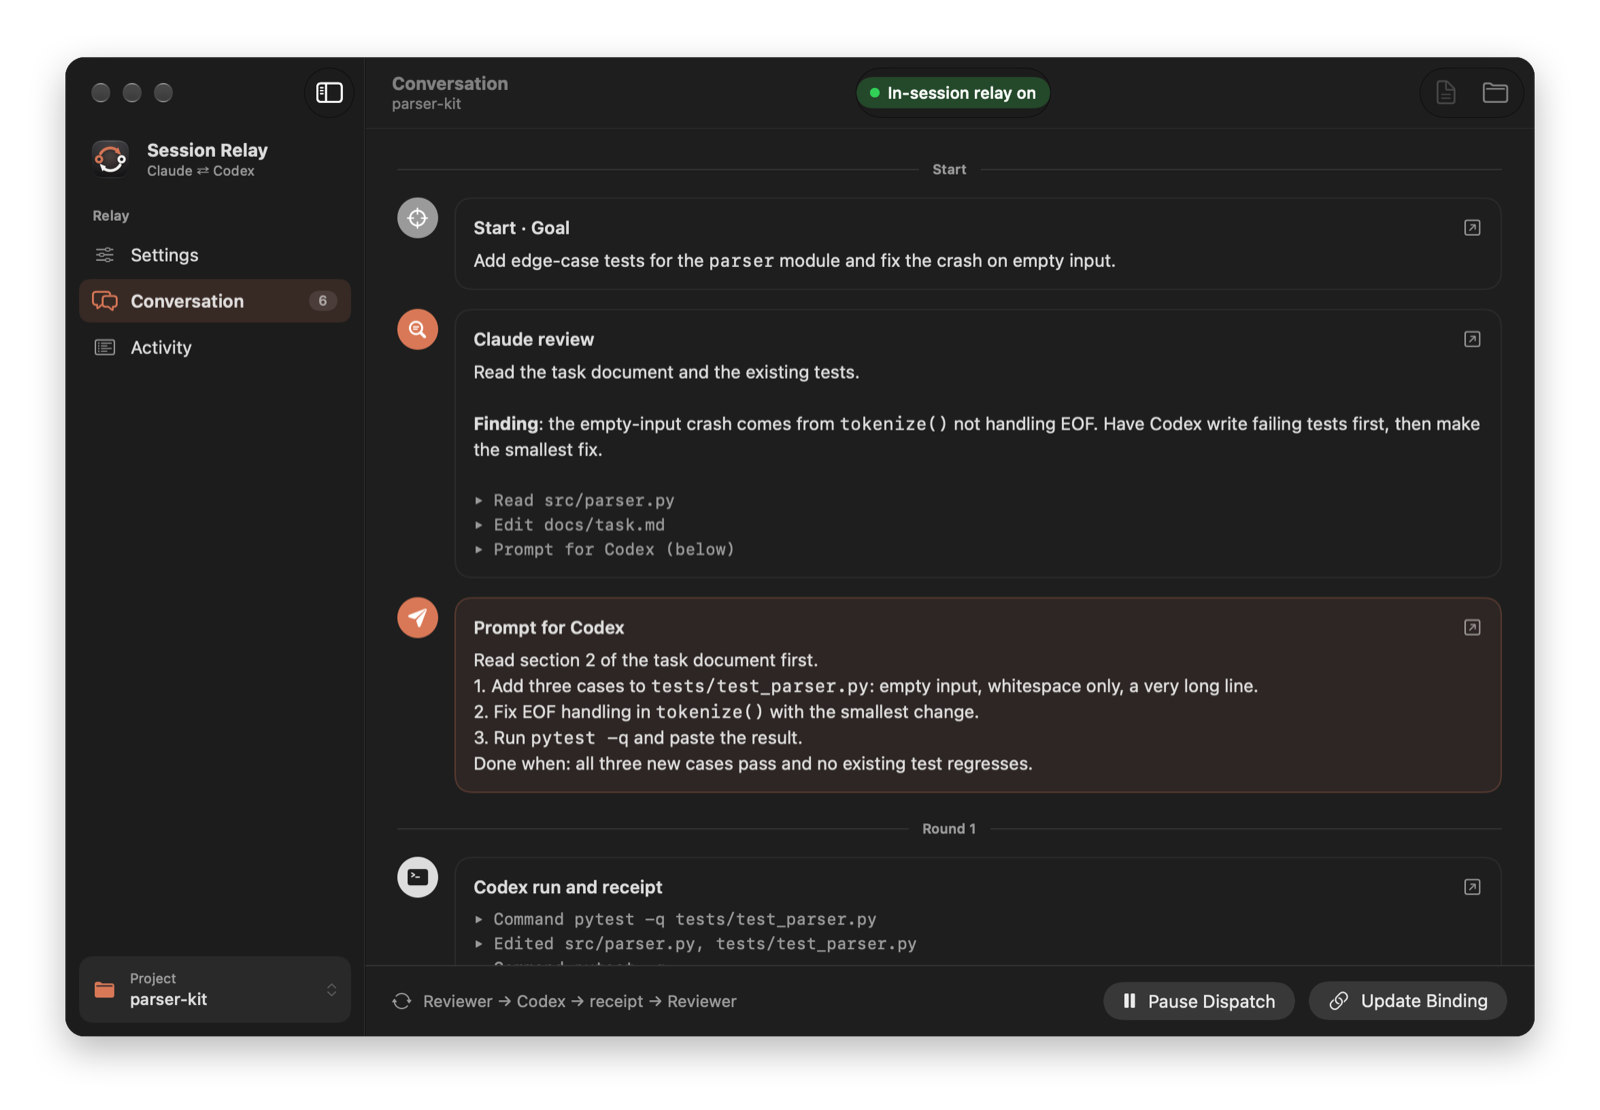 Conversation
parser-kit
In-session relay on
Session Relay
Claude ⇄ Codex
Relay
Settings
Conversation 6
Activity
Project
parser-kit
Start
Start · Goal
Add edge-case tests for the parser module and fix the crash on empty input.
Claude review
Read the task document and the existing tests.
Finding: the empty-input crash comes from tokenize() not handling EOF. Have Codex write failing tests first, then make
the smallest fix.
▸ Read src/parser.py
▸ Edit docs/task.md
▸ Prompt for Codex (below)
Prompt for Codex
Read section 2 of the task document first.
1. Add three cases to tests/test_parser.py: empty input, whitespace only, a very long line.
2. Fix EOF handling in tokenize() with the smallest change.
3. Run pytest -q and paste the result.
Done when: all three new cases pass and no existing test regresses.
Round 1
Codex run and receipt
▸ Command pytest -q tests/test_parser.py
▸ Edited src/parser.py, tests/test_parser.py
Reviewer → Codex → receipt → Reviewer
Pause Dispatch
Update Binding